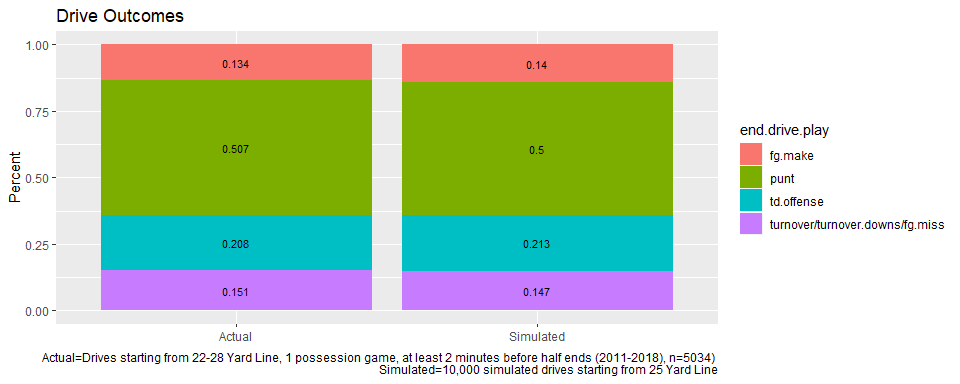 Drive Outcomes
Percent
1.00
0.75
0.50
0.25
0.00
0.134
0.507
0.208
0.151
0.14
0.5
0.213
0.147
Actual
Simulated
end.drive.play
fg.make
punt
td.offense
turnover/turnover.downs/fg.miss
Actual=Drives starting from 22-28 Yard Line, 1 possession game, at least 2 minutes before half ends (2011-2018), n=5034)
Simulated=10,000 simulated drives starting from 25 Yard Line